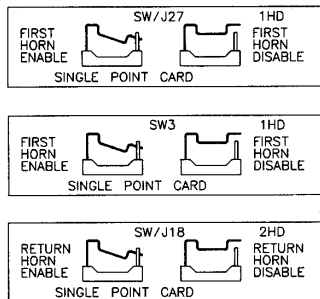 SW/J27 1HD
FIRST HORN ENABLE
FIRST HORN DISABLE
SINGLE POINT CARD
SW3 1HD
FIRST HORN ENABLE
FIRST HORN DISABLE
SINGLE POINT CARD
SW/J18 2HD
RETURN HORN ENABLE
RETURN HORN DISABLE
SINGLE POINT CARD